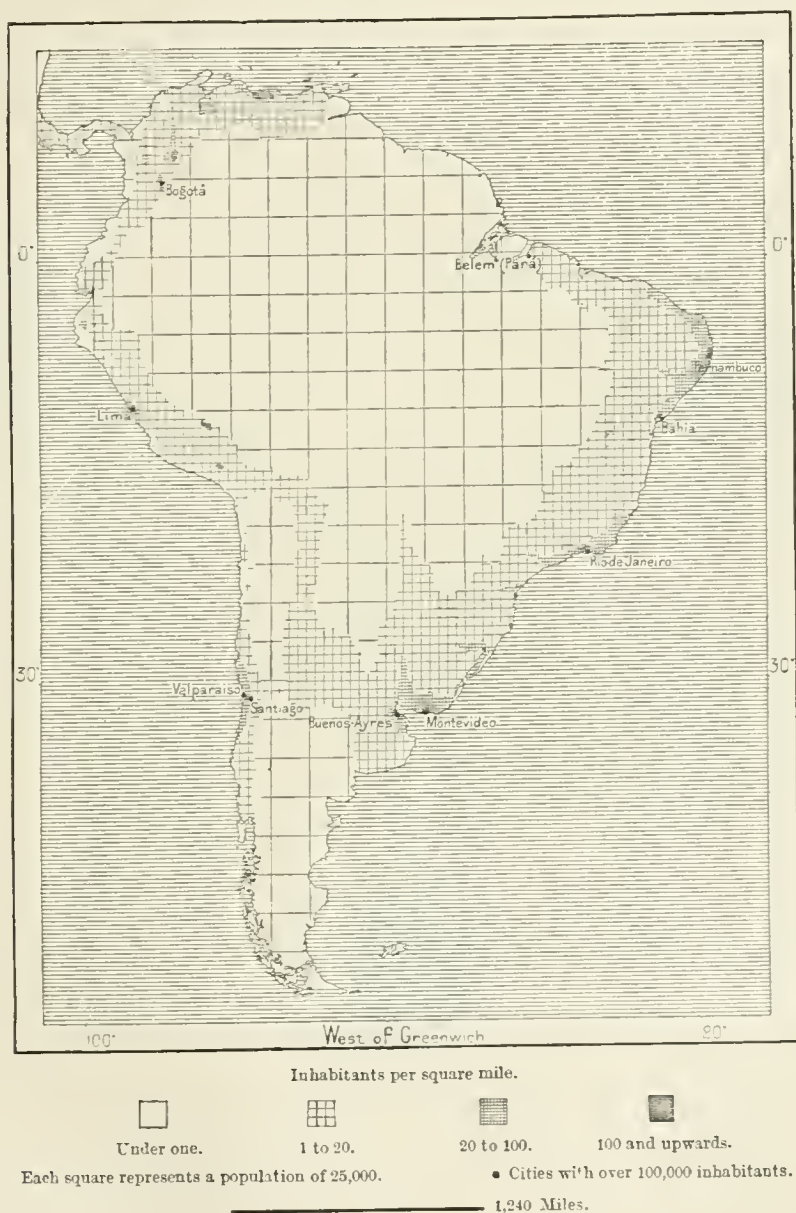 Bogotá
0°
0°
Belem (Pará)
Pernambuco
Lima
Bahia
Rio de Janeiro
30°
30°
Valparaiso
Santiago
Buenos-Ayres
Montevideo
100°
West of Greenwich
Inhabitants per square mile.
Under one.
1 to 20.
20 to 100.
100 and upwards.
Each square represents a population of 25,000.
Cities with over 100,000 inhabitants.
1,240 Miles.